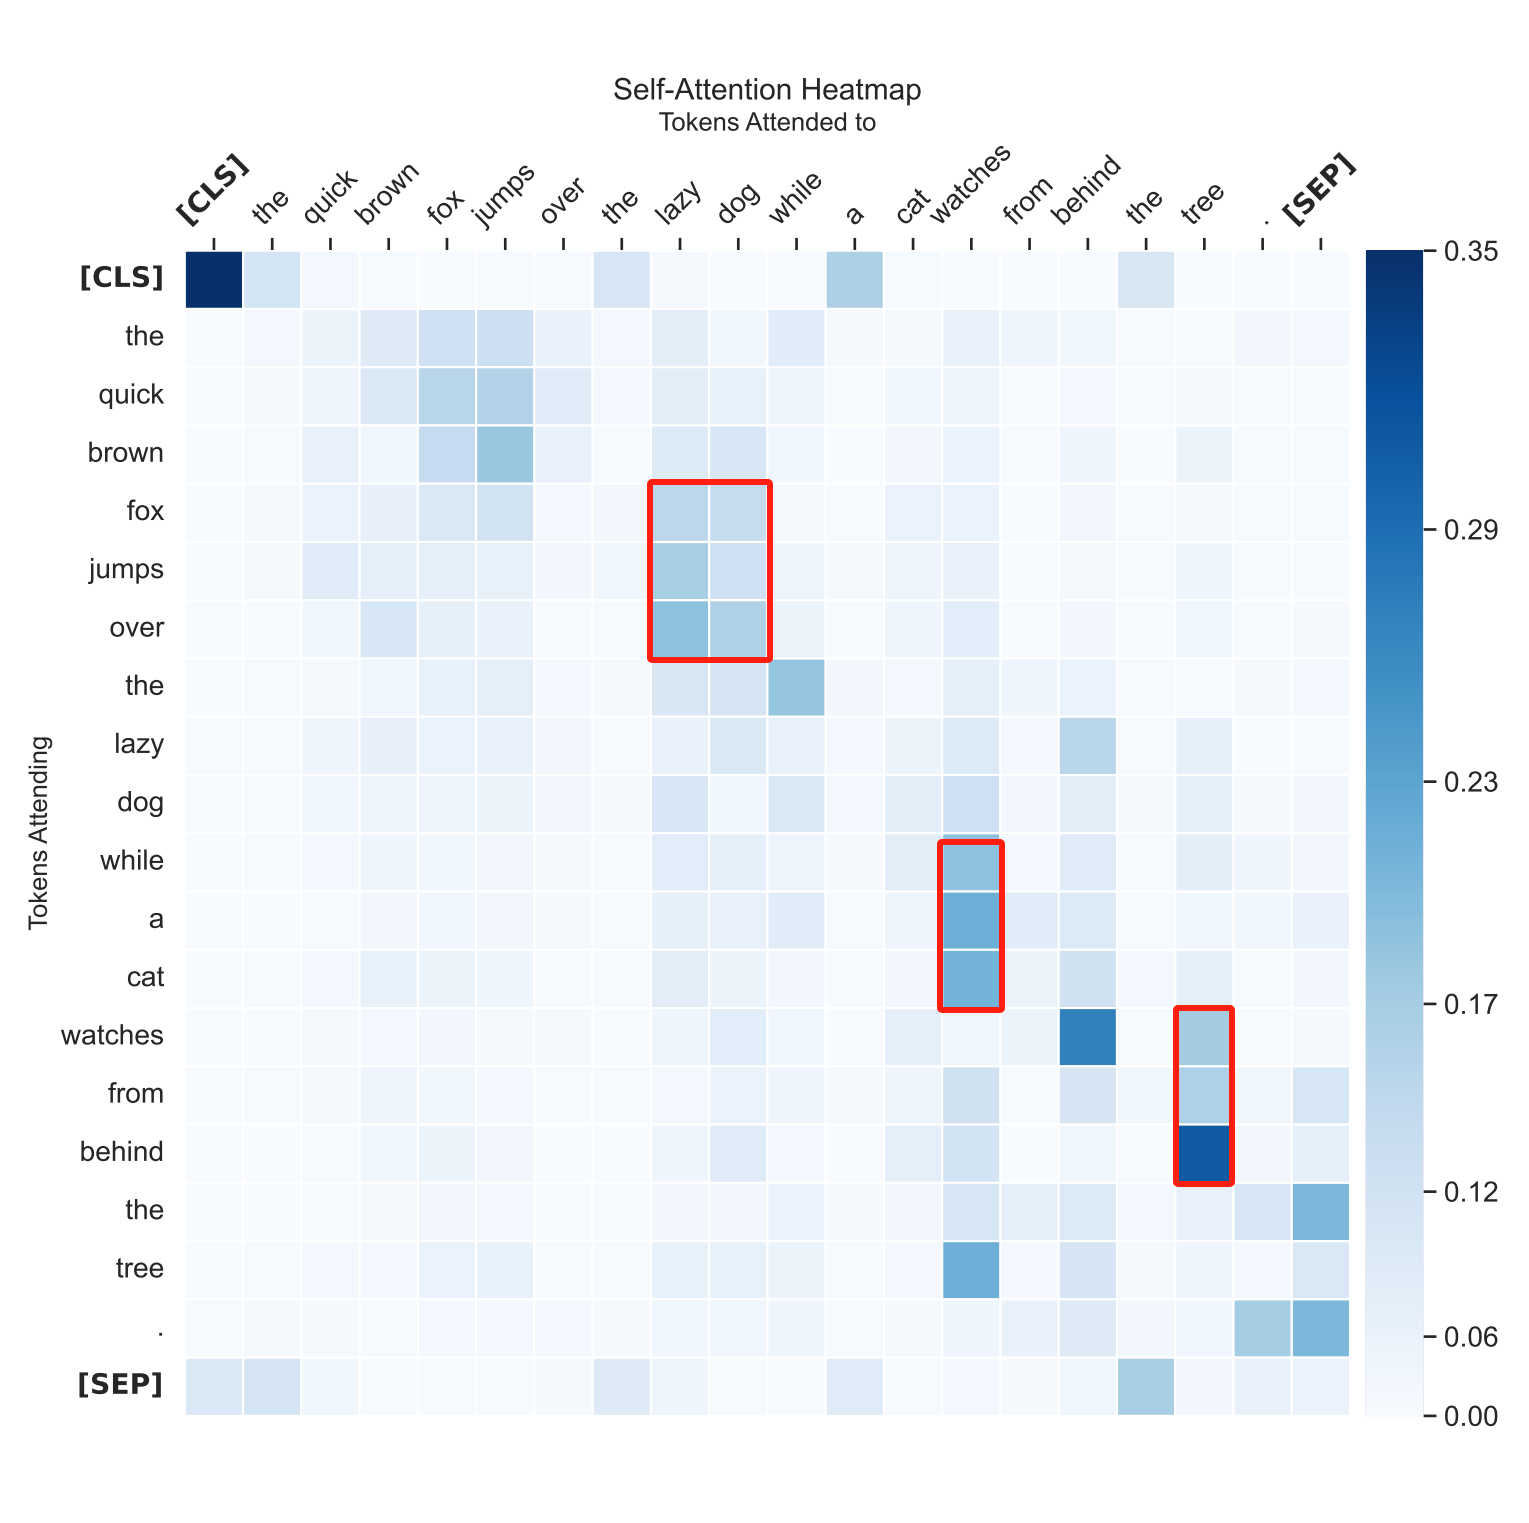 Self-Attention Heatmap
Tokens Attended to
[CLS] the quick brown fox jumps over the lazy dog while a cat watches from behind the tree . [SEP]
Tokens Attending
[CLS]
the
quick
brown
fox
jumps
over
the
lazy
dog
while
a
cat
watches
from
behind
the
tree
.
[SEP]
0.35
0.29
0.23
0.17
0.12
0.06
0.00